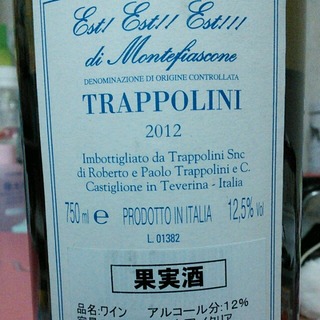 Est! Est!! Est!!!
di Montefiascone
DENOMINAZIONE DI ORIGINE CONTROLLATA
TRAPPOLINI
2012
Imbottigliato da Trappolini Snc
di Roberto e Paolo Trappolini e C.
Castiglione in Teverina - Italia
750 ml e PRODOTTO IN ITALIA 12,5% Vol
L. 01382
果実酒
品名:ワイン アルコール分:12%